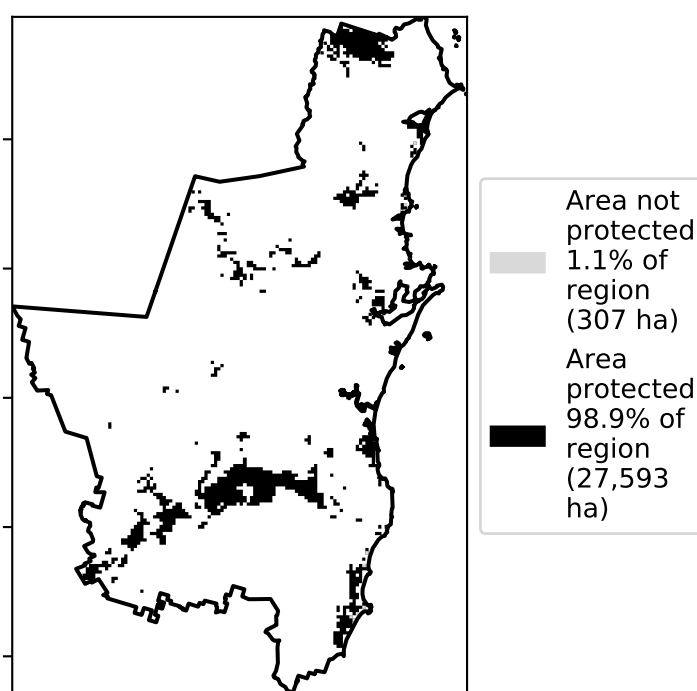 Area not
protected
1.1% of
region
(307 ha)
Area
protected
98.9% of
region
(27,593
ha)